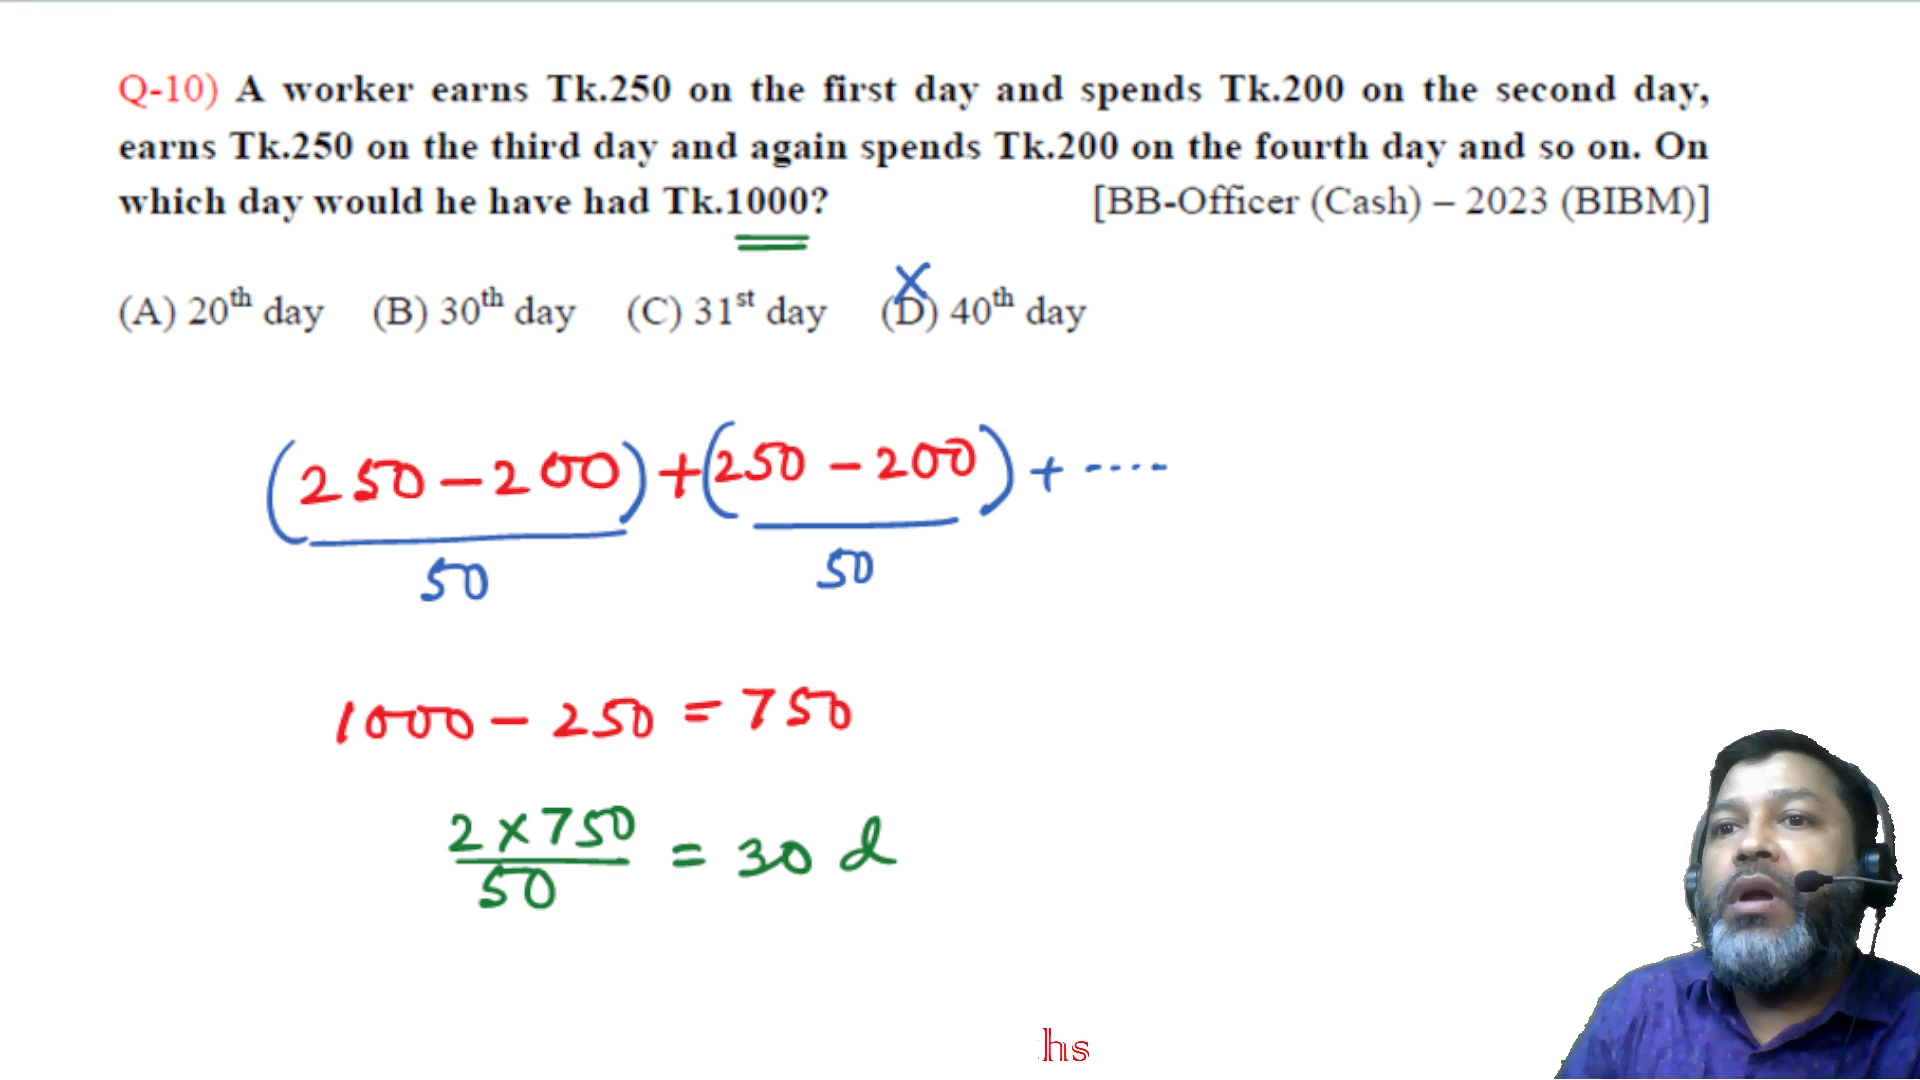 Q-10) A worker earns Tk.250 on the first day and spends Tk.200 on the second day,
earns Tk.250 on the third day and again spends Tk.200 on the fourth day and so on. On
which day would he have had Tk.1000? [BB-Officer (Cash) – 2023 (BIBM)]
(A) 20th day (B) 30th day (C) 31st day (D) 40th day
(250-200)+(250-200)+.....
50 50
1000-250=750
2×750
50
= 30 d
hs